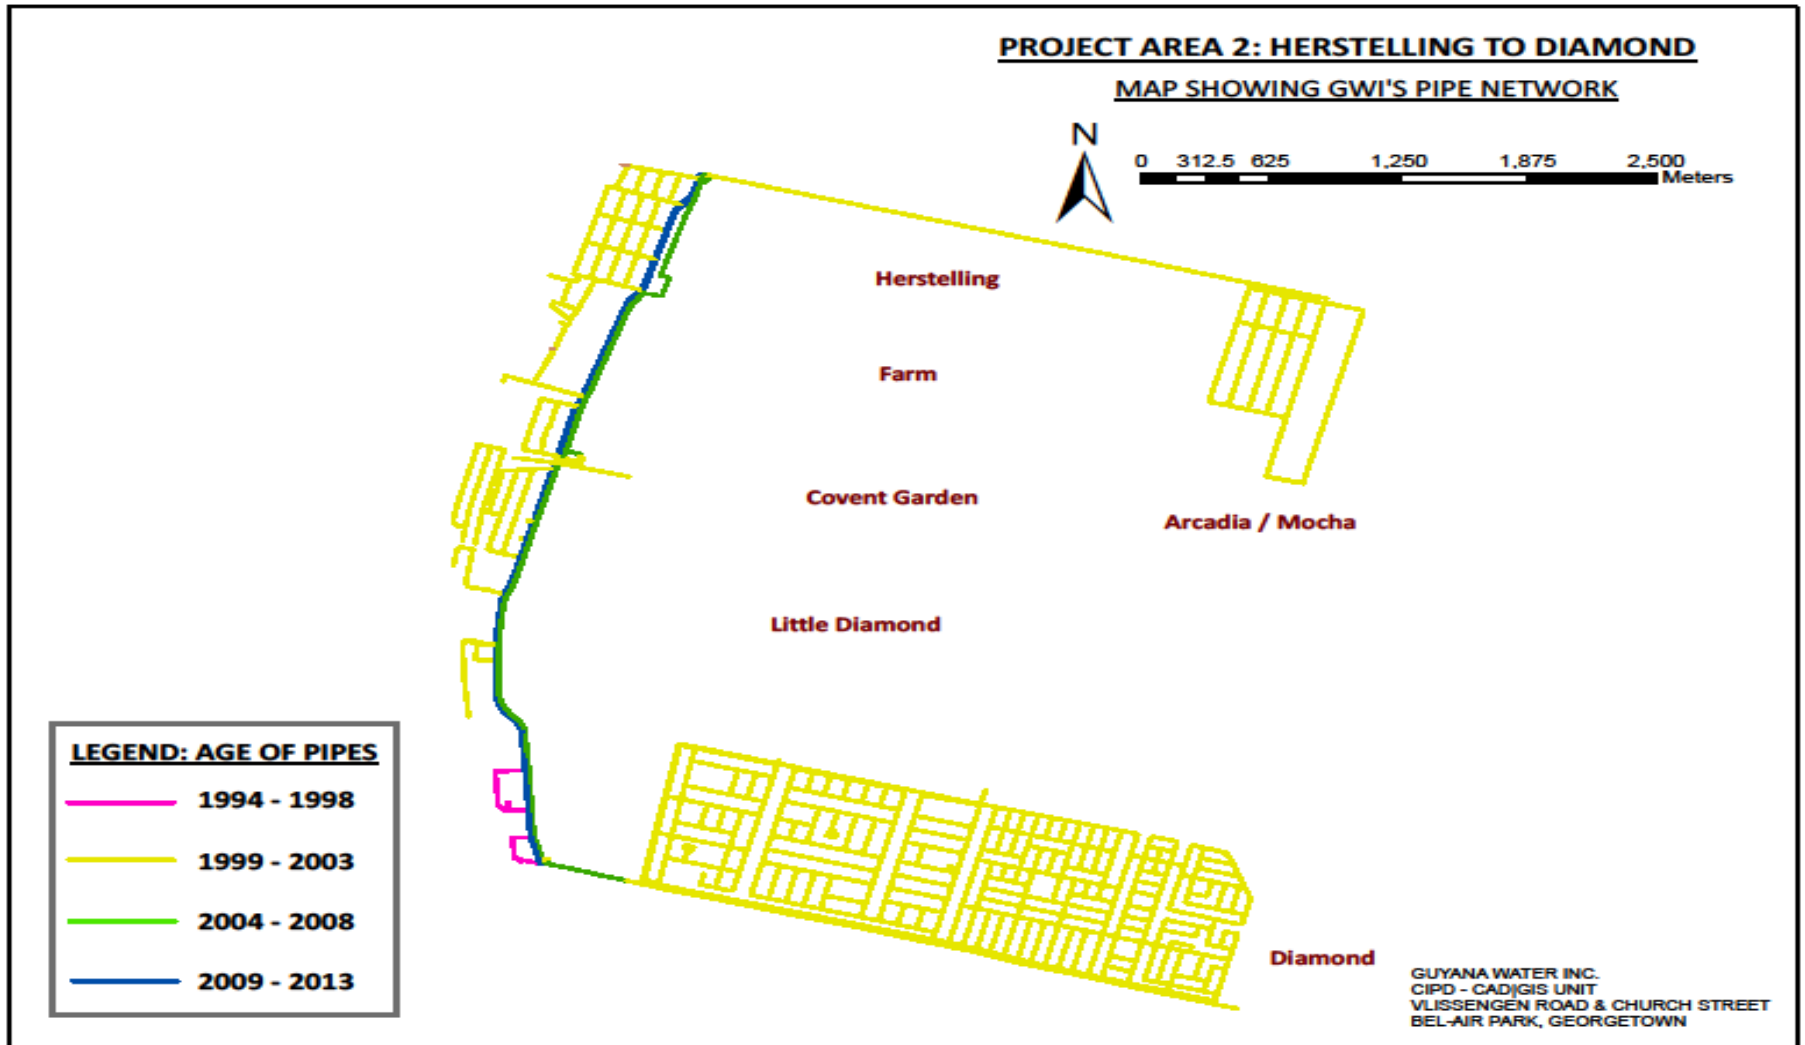 PROJECT AREA 2: HERSTELLING TO DIAMOND
MAP SHOWING GWI'S PIPE NETWORK
N
0 312.5 625 1,250 1,875 2,500
Meters
Herstelling
Farm
Covent Garden
Arcadia / Mocha
Little Diamond
LEGEND: AGE OF PIPES
1994 - 1998
1999 - 2003
2004 - 2008
2009 - 2013
Diamond
GUYANA WATER INC.
CIPD - CAD|GIS UNIT
VLISSENGEN ROAD & CHURCH STREET
BEL-AIR PARK, GEORGETOWN